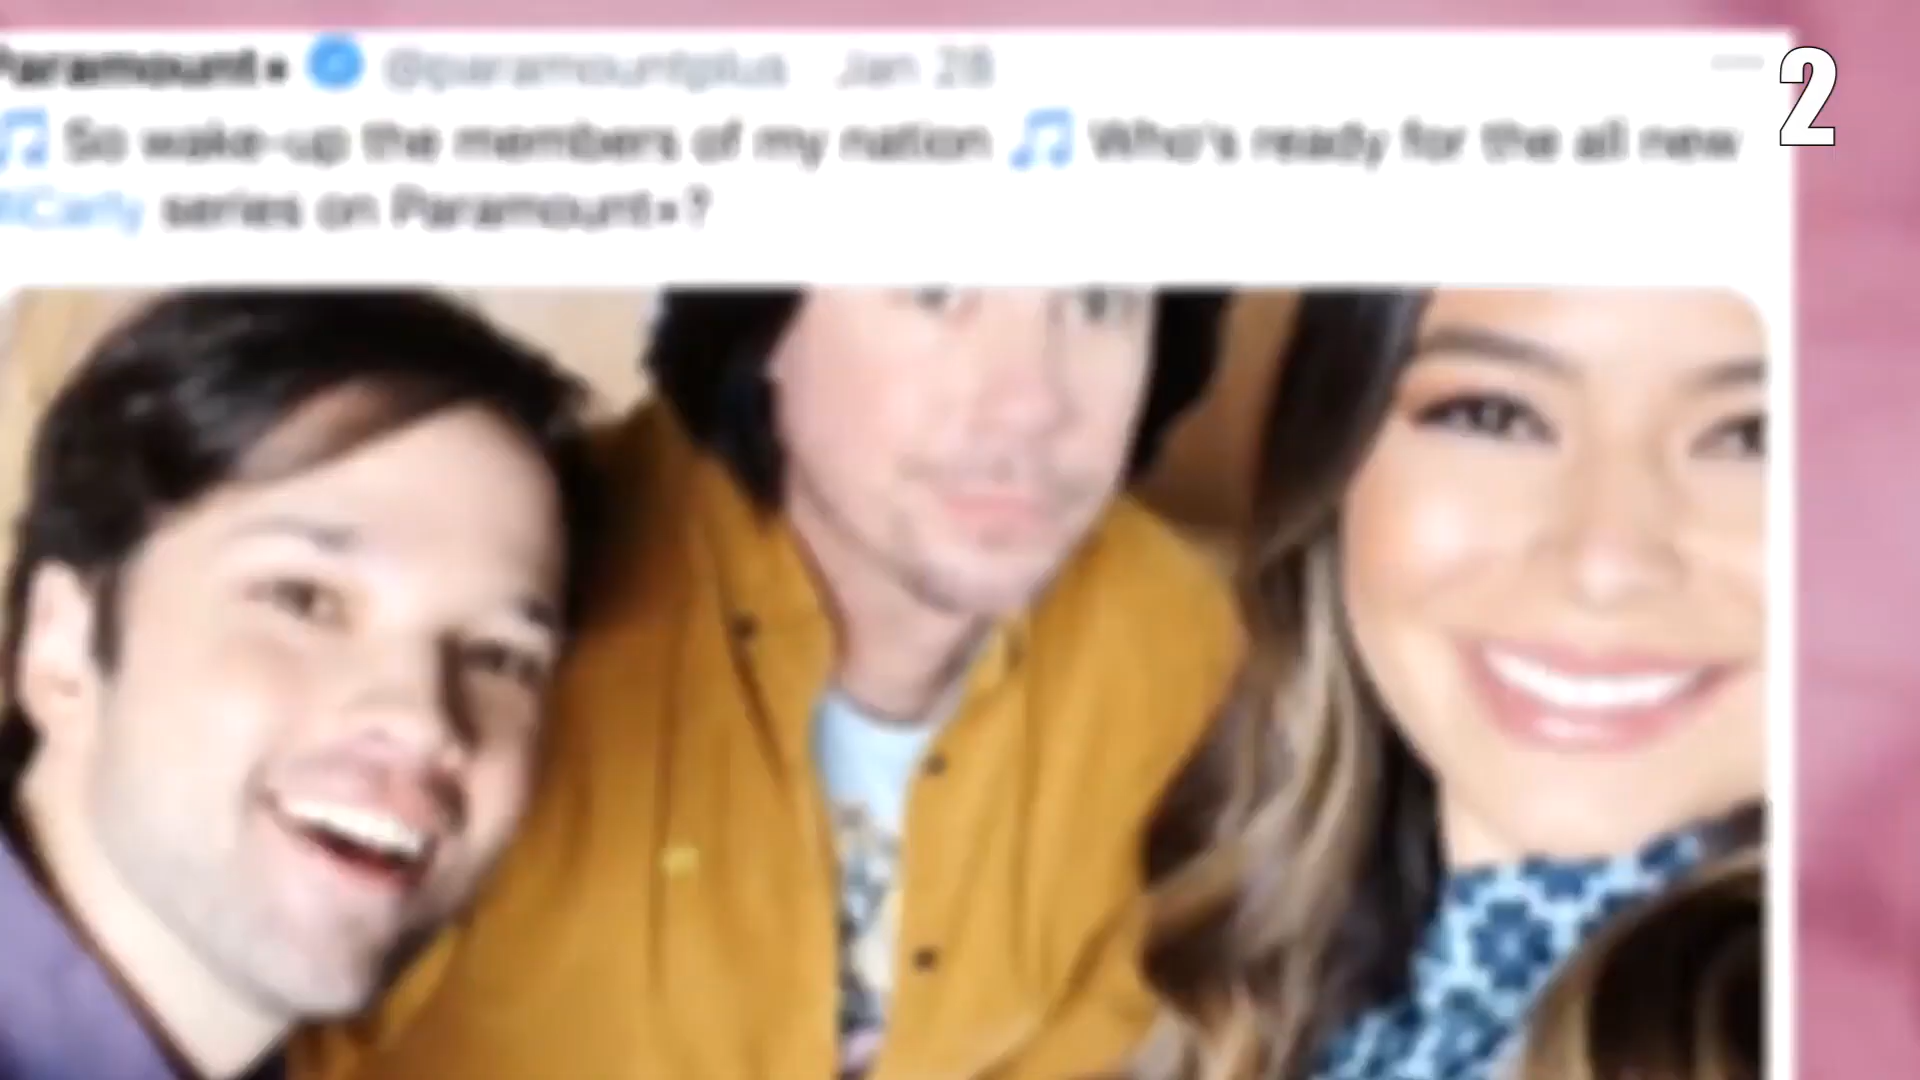 Paramount+ @paramountplus Jan 28
So wake-up the members of my nation Who's ready for the all new
#iCarly series on Paramount+?
2